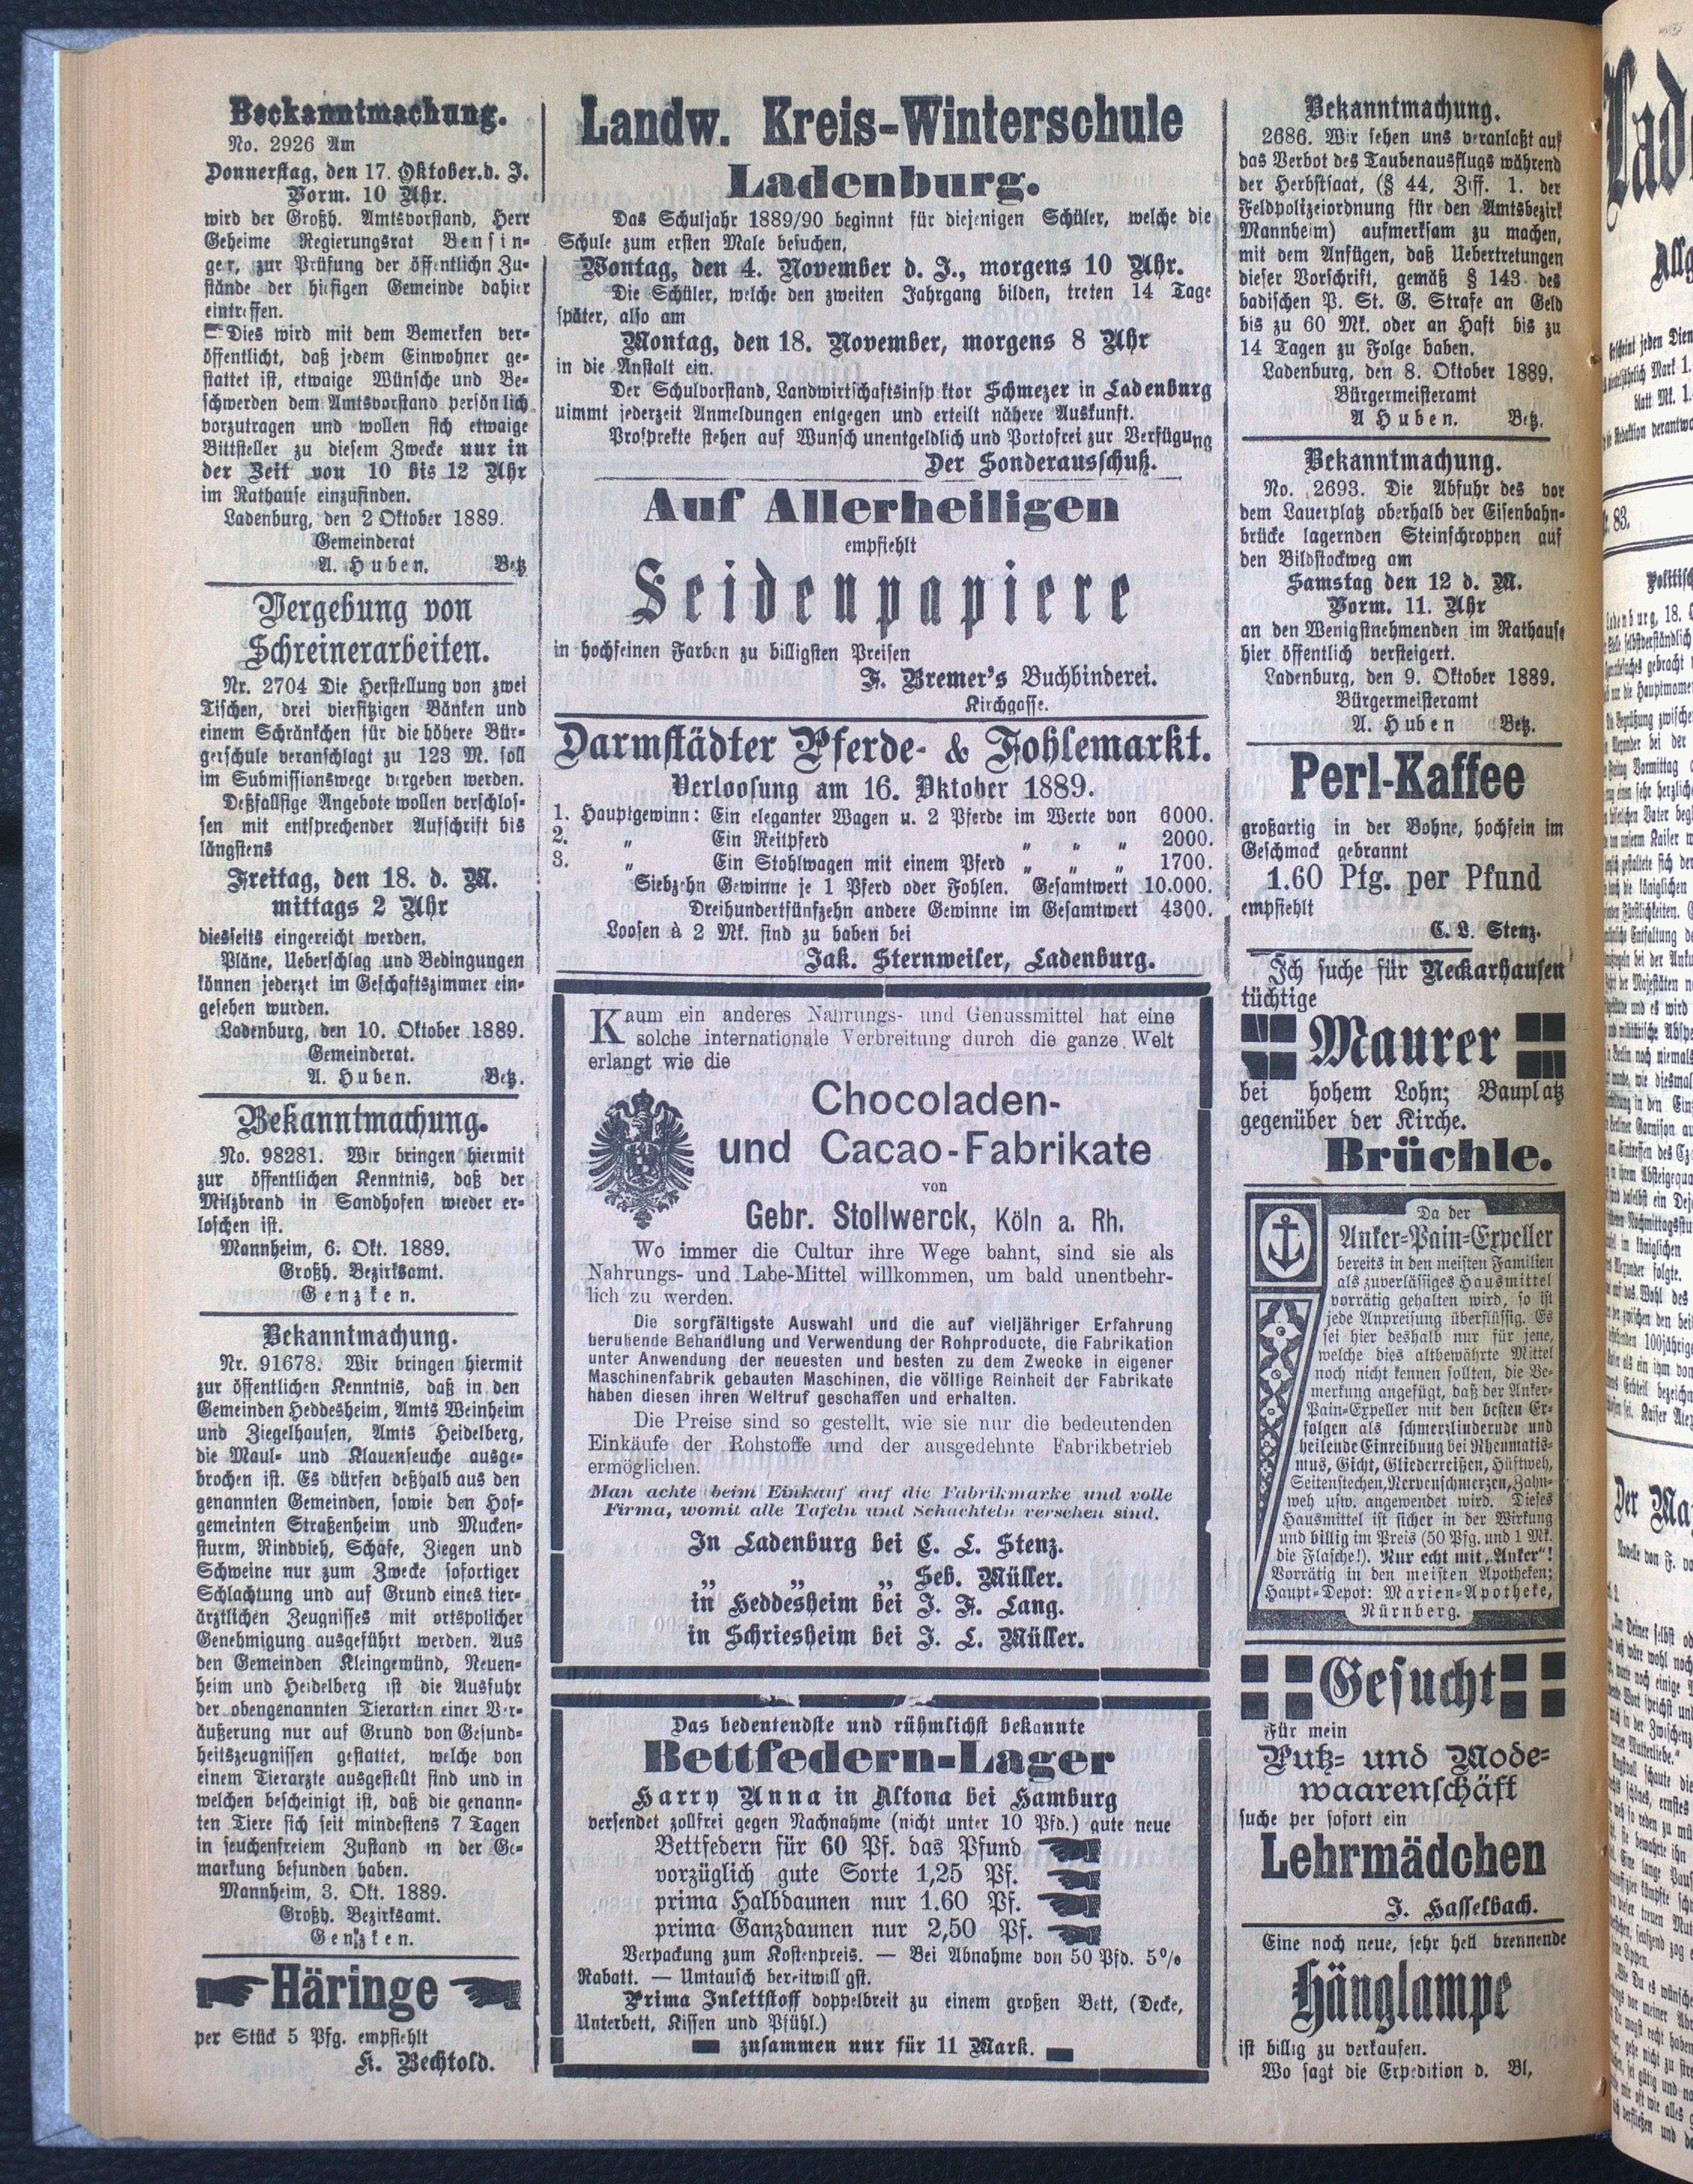 Beckanntmachung.
No. 2926 Am
Donnerstag, den 17. Oktober. d. J.
Vorm. 10 Uhr.
wird der Großh. Amtsvorstand, Herr
Geheime Regierungsrat Bensin-
ger, zur Prüfung der öffentlichn Zu-
stände der hiesigen Gemeinde dahier
eintreffen.
Dies wird mit dem Bemerken ver-
öffentlicht, daß jedem Einwohner ge-
stattet ist, etwaige Wünsche und Be-
schwerden dem Amtsvorstand persönlich
vorzutragen und wollen sich etwaige
Bittsteller zu diesem Zwecke nur in
der Zeit von 10 bis 12 Uhr
im Rathause einzufinden.
Ladenburg, den 2 Oktober 1889.
Gemeinderat
A. Huben. Betz
Vergebung von
Schreinerarbeiten.
Nr. 2704 Die Herstellung von zwei
Tischen, drei viersitzigen Bänken und
einem Schränkchen für die höhere Bür-
gerschule veranschlagt zu 123 M. soll
im Submissionswege vergeben werden.
Deßfallsige Angebote wollen verschlos-
sen mit entsprechender Aufschrift bis
längstens
Freitag, den 18. d. M.
mittags 2 Uhr
diesseits eingereicht werden.
Pläne, Ueberschlag und Bedingungen
können jederzet im Geschäftszimmer ein-
gesehen wurden.
Ladenburg, den 10. Oktober 1889.
Gemeinderat.
A. Huben. Betz.
Bekanntmachung.
No. 98281. Wir bringen hiermit
zur öffentlichen Kenntnis, daß der
Milzbrand in Sandhofen wieder er-
loschen ist.
Mannheim, 6. Okt. 1889.
Großh. Bezirksamt.
Genzken.
Bekanntmachung.
Nr. 91678. Wir bringen hiermit
zur öffentlichen Kenntnis, daß in den
Gemeinden Heddesheim, Amts Weinheim
und Ziegelhausen, Amts Heidelberg,
die Maul- und Klauenseuche ausge-
brochen ist. Es dürfen deßhalb aus den
genannten Gemeinden, sowie den Hof-
gemeinten Straßenheim und Mucken-
sturm, Rindvieh, Schafe, Ziegen und
Schweine nur zum Zwecke sofortiger
Schlachtung und auf Grund eines tier-
ärztlichen Zeugnisses mit ortspolicher
Genehmigung ausgeführt werden. Aus
den Gemeinden Kleingemünd, Neuen-
heim und Heidelberg ist die Ausfuhr
der obengenannten Tierarten einer Ver-
äußerung nur auf Grund von Gesund-
heitszeugnissen gestattet, welche von
einem Tierarzte ausgestellt sind und in
welchen bescheinigt ist, daß die genann-
ten Tiere sich seit mindestens 7 Tagen
in seuchenfreiem Zustand in der Ge-
markung befunden haben.
Mannheim, 3. Okt. 1889.
Großh. Bezirksamt.
Genzken.
Häringe
per Stück 5 Pfg. empfiehlt
K. Bechtold.
Landw. Kreis-Winterschule
Ladenburg.
Das Schuljahr 1889/90 beginnt für diejenigen Schüler, welche die
Schule zum ersten Male besuchen,
Montag, den 4. November d. J., morgens 10 Uhr.
Die Schüler, welche den zweiten Jahrgang bilden, treten 14 Tage
später, also am
Montag, den 18. November, morgens 8 Uhr
in die Anstalt ein.
Der Schulvorstand, Landwirtschaftsinsp ktor Schmezer in Ladenburg
uimmt jederzeit Anmeldungen entgegen und erteilt nähere Auskunft.
Prosprekte stehen auf Wunsch unentgeldlich und Portofrei zur Verfügung
Der Sonderausschuß.
Auf Allerheiligen
empfiehlt
Seidenpapiere
in hochfeinen Farben zu billigsten Preisen
F. Bremer's Buchbinderei.
Kirchgasse.
Darmstädter Pferde- & Fohlemarkt.
Verloosung am 16. Oktober 1889.
1. Hauptgewinn: Ein eleganter Wagen u. 2 Pferde im Werte von 6000.
2. „ Ein Reitpferd „ „ „ 2000.
3. „ Ein Stohlwagen mit einem Pferd „ „ „ 1700.
Siebzehn Gewinne je 1 Pferd oder Fohlen. Gesamtwert 10.000.
Dreihundertfünfzehn andere Gewinne im Gesamtwert 4300.
Loosen à 2 Mk. sind zu haben bei
Jak. Sternweiler, Ladenburg.
Kaum ein anderes Nahrungs- und Genussmittel hat eine
solche internationale Verbreitung durch die ganze Welt
erlangt wie die
Chocoladen-
und Cacao-Fabrikate
von
Gebr. Stollwerck, Köln a. Rh.
Wo immer die Cultur ihre Wege bahnt, sind sie als
Nahrungs- und Labe-Mittel willkommen, um bald unentbehr-
lich zu werden.
Die sorgfältigste Auswahl und die auf vieljähriger Erfahrung
beruhende Behandlung und Verwendung der Rohproducte, die Fabrikation
unter Anwendung der neuesten und besten zu dem Zwecke in eigener
Maschinenfabrik gebauten Maschinen, die völlige Reinheit der Fabrikate
haben diesen ihren Weltruf geschaffen und erhalten.
Die Preise sind so gestellt, wie sie nur die bedeutenden
Einkäufe der Rohstoffe und der ausgedehnte Fabrikbetrieb
ermöglichen.
Man achte beim Einkauf auf die Fabrikmarke und volle
Firma, womit alle Tafeln und Schachteln versehen sind.
In Ladenburg bei C. L. Stenz.
„ „ „ Seb. Müller.
in Heddesheim bei J. F. Lang.
in Schriesheim bei J. L. Müller.
Das bedeutendste und rühmlichst bekannte
Bettfedern-Lager
Harry Unna in Altona bei Hamburg
versendet zollfrei gegen Nachnahme (nicht unter 10 Pfd.) gute neue
Bettfedern für 60 Pf. das Pfund
vorzüglich gute Sorte 1,25 Pf.
prima Halbdaunen nur 1.60 Pf.
prima Ganzdaunen nur 2,50 Pf.
Verpackung zum Kostenpreis. — Bei Abnahme von 50 Pfd. 5%
Rabatt. — Umtausch bereitwilligst.
Prima Inlettstoff doppelbreit zu einem großen Bett, (Decke,
Unterbett, Kissen und Pfühl.)
zusammen nur für 11 Mark.
Bekanntmachung.
2686. Wir sehen uns veranlaßt auf
das Verbot des Taubenausflugs während
der Herbstsaat, (§ 44, Ziff. 1. der
Feldpolizeiordnung für den Amtsbezirk
Mannheim) aufmerksam zu machen,
mit dem Anfügen, daß Uebertretungen
dieser Vorschrift, gemäß § 143 des
badischen P. St. G. Strafe an Geld
bis zu 60 Mk. oder an Haft bis zu
14 Tagen zu Folge haben.
Ladenburg, den 8. Oktober 1889.
Bürgermeisteramt
A Huben. Betz.
Bekanntmachung.
No. 2693. Die Abfuhr des vor
dem Lauerplatz oberhalb der Eisenbahn-
brücke lagernden Steinschroppen auf
den Bildstockweg am
Samstag den 12 d. M.
Vorm. 11. Uhr
an den Wenigstnehmenden im Rathause
hier öffentlich versteigert.
Ladenburg, den 9. Oktober 1889.
Bürgermeisteramt
A. Huben Betz.
Perl-Kaffee
großartig in der Bohne, hochfein im
Geschmack gebrannt
1.60 Pfg. per Pfund
empfiehlt
C. L. Stenz.
Ich suche für Neckarhausen
tüchtige
Maurer
bei hohem Lohn; Bauplatz
gegenüber der Kirche.
Brüchle.
Da der
Anker-Pain-Expeller
bereits in den meisten Familien
als zuverlässiges Hausmittel
vorrätig gehalten wird, so ist
jede Anpreisung überflüssig. Es
sei hier deshalb nur für jene,
welche dies altbewährte Mittel
noch nicht kennen sollten, die Be-
merkung angefügt, daß der Anker-
Pain-Expeller mit den besten Er-
folgen als schmerzlindernde und
heilende Einreibung bei Rheumatis-
mus, Gicht, Gliederreißen, Hüftweh,
Seitenstechen, Nervenschmerzen, Zahn-
weh usw. angewendet wird. Dieses
Hausmittel ist sicher in der Wirkung
und billig im Preis (50 Pfg. und 1 Mk.
die Flasche!). Nur echt mit „Anker“!
Vorrätig in den meisten Apotheken;
Haupt-Depot: Marien-Apotheke,
Nürnberg.
Gesucht
Für mein
Putz- und Mode-
waarenschäft
suche per sofort ein
Lehrmädchen
J. Hasselbach.
Eine noch neue, sehr hell brennende
Hänglampe
ist billig zu verkaufen.
Wo sagt die Expedition d. Bl,